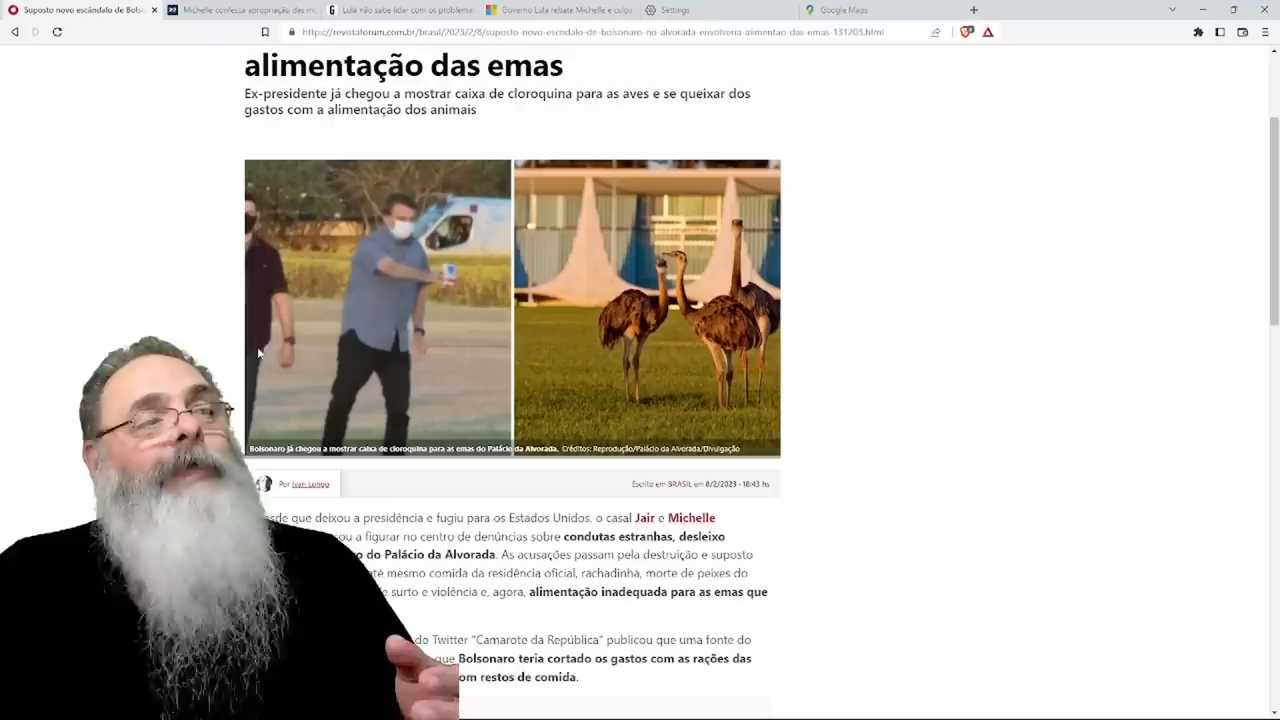 Suposto novo escândalo de Bols
Michelle confessa apropriação das m
Lula não sabe lidar com os problema
Governo Lula rebate Michelle e culpa
Settings
Google Maps
https://revistaforum.com.br/brasil/2023/2/8/suposto-novo-escndalo-de-bolsonaro-no-alvorada-envolveria-alimentao-das-emas-131203.html
alimentação das emas
Ex-presidente já chegou a mostrar caixa de cloroquina para as aves e se queixar dos
gastos com a alimentação dos animais
Bolsonaro já chegou a mostrar caixa de cloroquina para as emas do Palácio da Alvorada. Créditos: Reprodução/Palácio da Alvorada/Divulgação
Por Ivan Longo
Escrito em BRASIL em 8/2/2023 · 18:43 hs
sde que deixou a presidência e fugiu para os Estados Unidos, o casal Jair e Michelle
ou a figurar no centro de denúncias sobre condutas estranhas, desleixo
o do Palácio da Alvorada. As acusações passam pela destruição e suposto
até mesmo comida da residência oficial, rachadinha, morte de peixes do
e surto e violência e, agora, alimentação inadequada para as emas que
do Twitter "Camarote da República" publicou que uma fonte do
que Bolsonaro teria cortado os gastos com as rações das
om restos de comida.